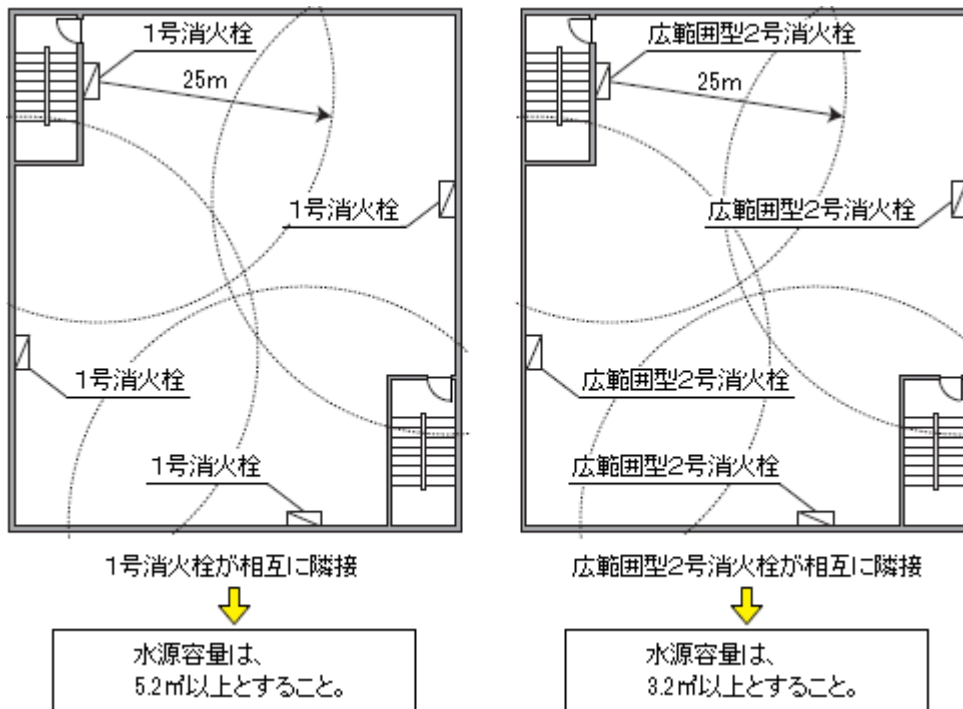 1号消火栓
25m
1号消火栓
1号消火栓
1号消火栓
1号消火栓が相互に隣接
水源容量は、
5.2㎥以上とすること。
広範囲型2号消火栓
25m
広範囲型2号消火栓
広範囲型2号消火栓
広範囲型2号消火栓
広範囲型2号消火栓が相互に隣接
水源容量は、
3.2㎥以上とすること。